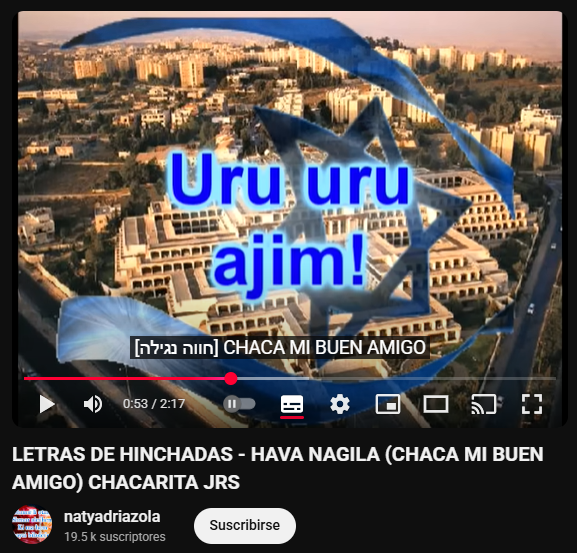 Uru uru
ajim!
[חווה נגילה] CHACA MI BUEN AMIGO
0:53 / 2:17
LETRAS DE HINCHADAS - HAVA NAGILA (CHACA MI BUEN
AMIGO) CHACARITA JRS
natyadriazola
19.5 k suscriptores
Suscribirse